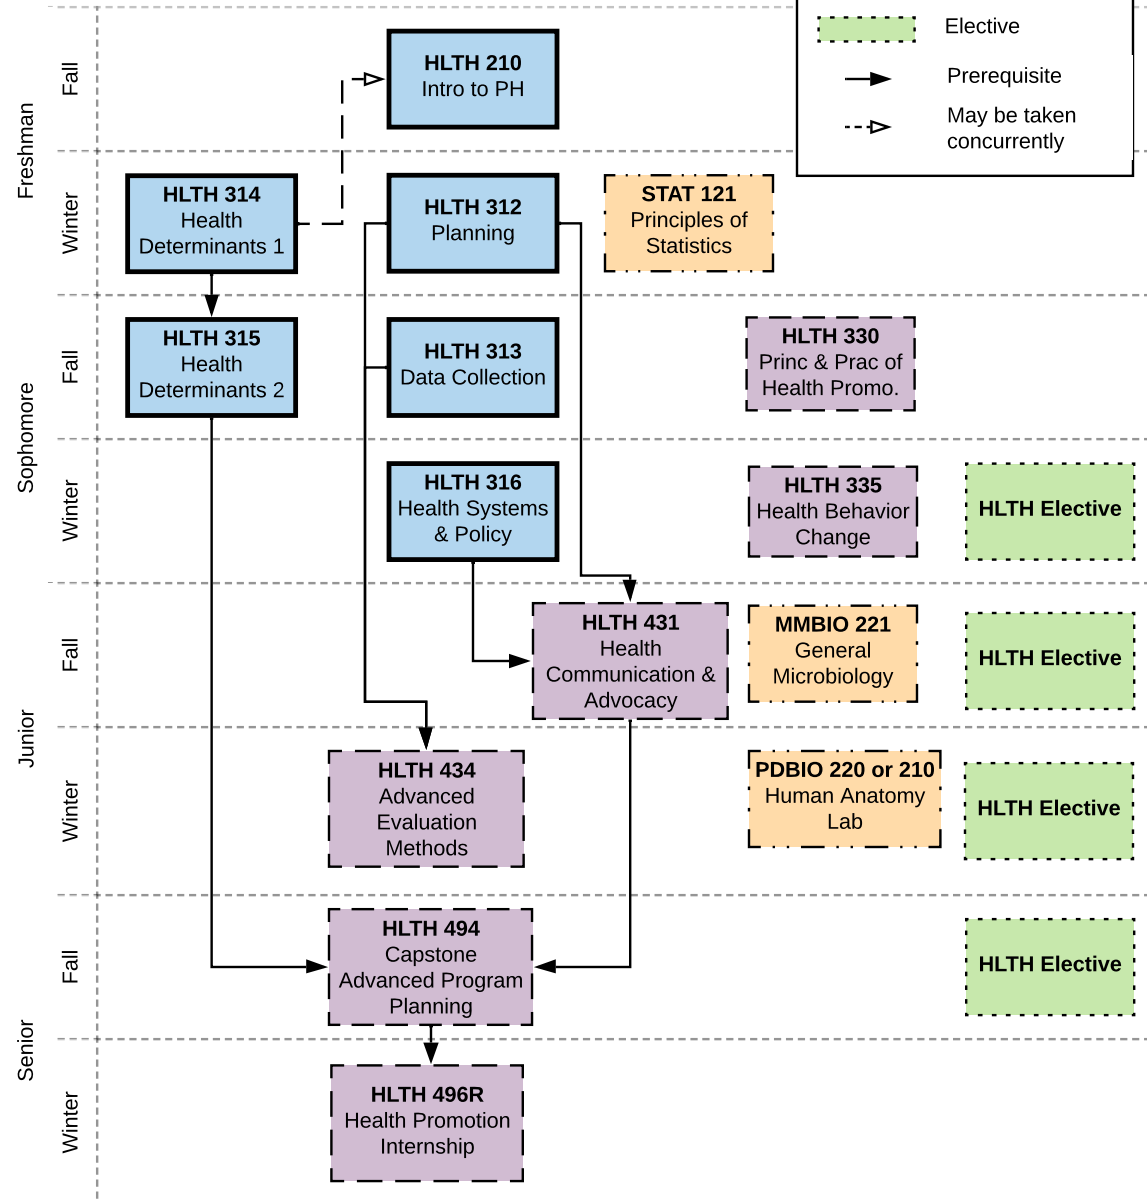 Elective
Prerequisite
May be taken
concurrently
Freshman
Fall
HLTH 210
Intro to PH
Winter
HLTH 314
Health
Determinants 1
HLTH 312
Planning
STAT 121
Principles of
Statistics
Sophomore
Fall
HLTH 315
Health
Determinants 2
HLTH 313
Data Collection
HLTH 330
Princ & Prac of
Health Promo.
Winter
HLTH 316
Health Systems
& Policy
HLTH 335
Health Behavior
Change
HLTH Elective
Junior
Fall
HLTH 431
Health
Communication &
Advocacy
MMBIO 221
General
Microbiology
HLTH Elective
Winter
HLTH 434
Advanced
Evaluation
Methods
PDBIO 220 or 210
Human Anatomy
Lab
HLTH Elective
Senior
Fall
HLTH 494
Capstone
Advanced Program
Planning
HLTH Elective
Winter
HLTH 496R
Health Promotion
Internship